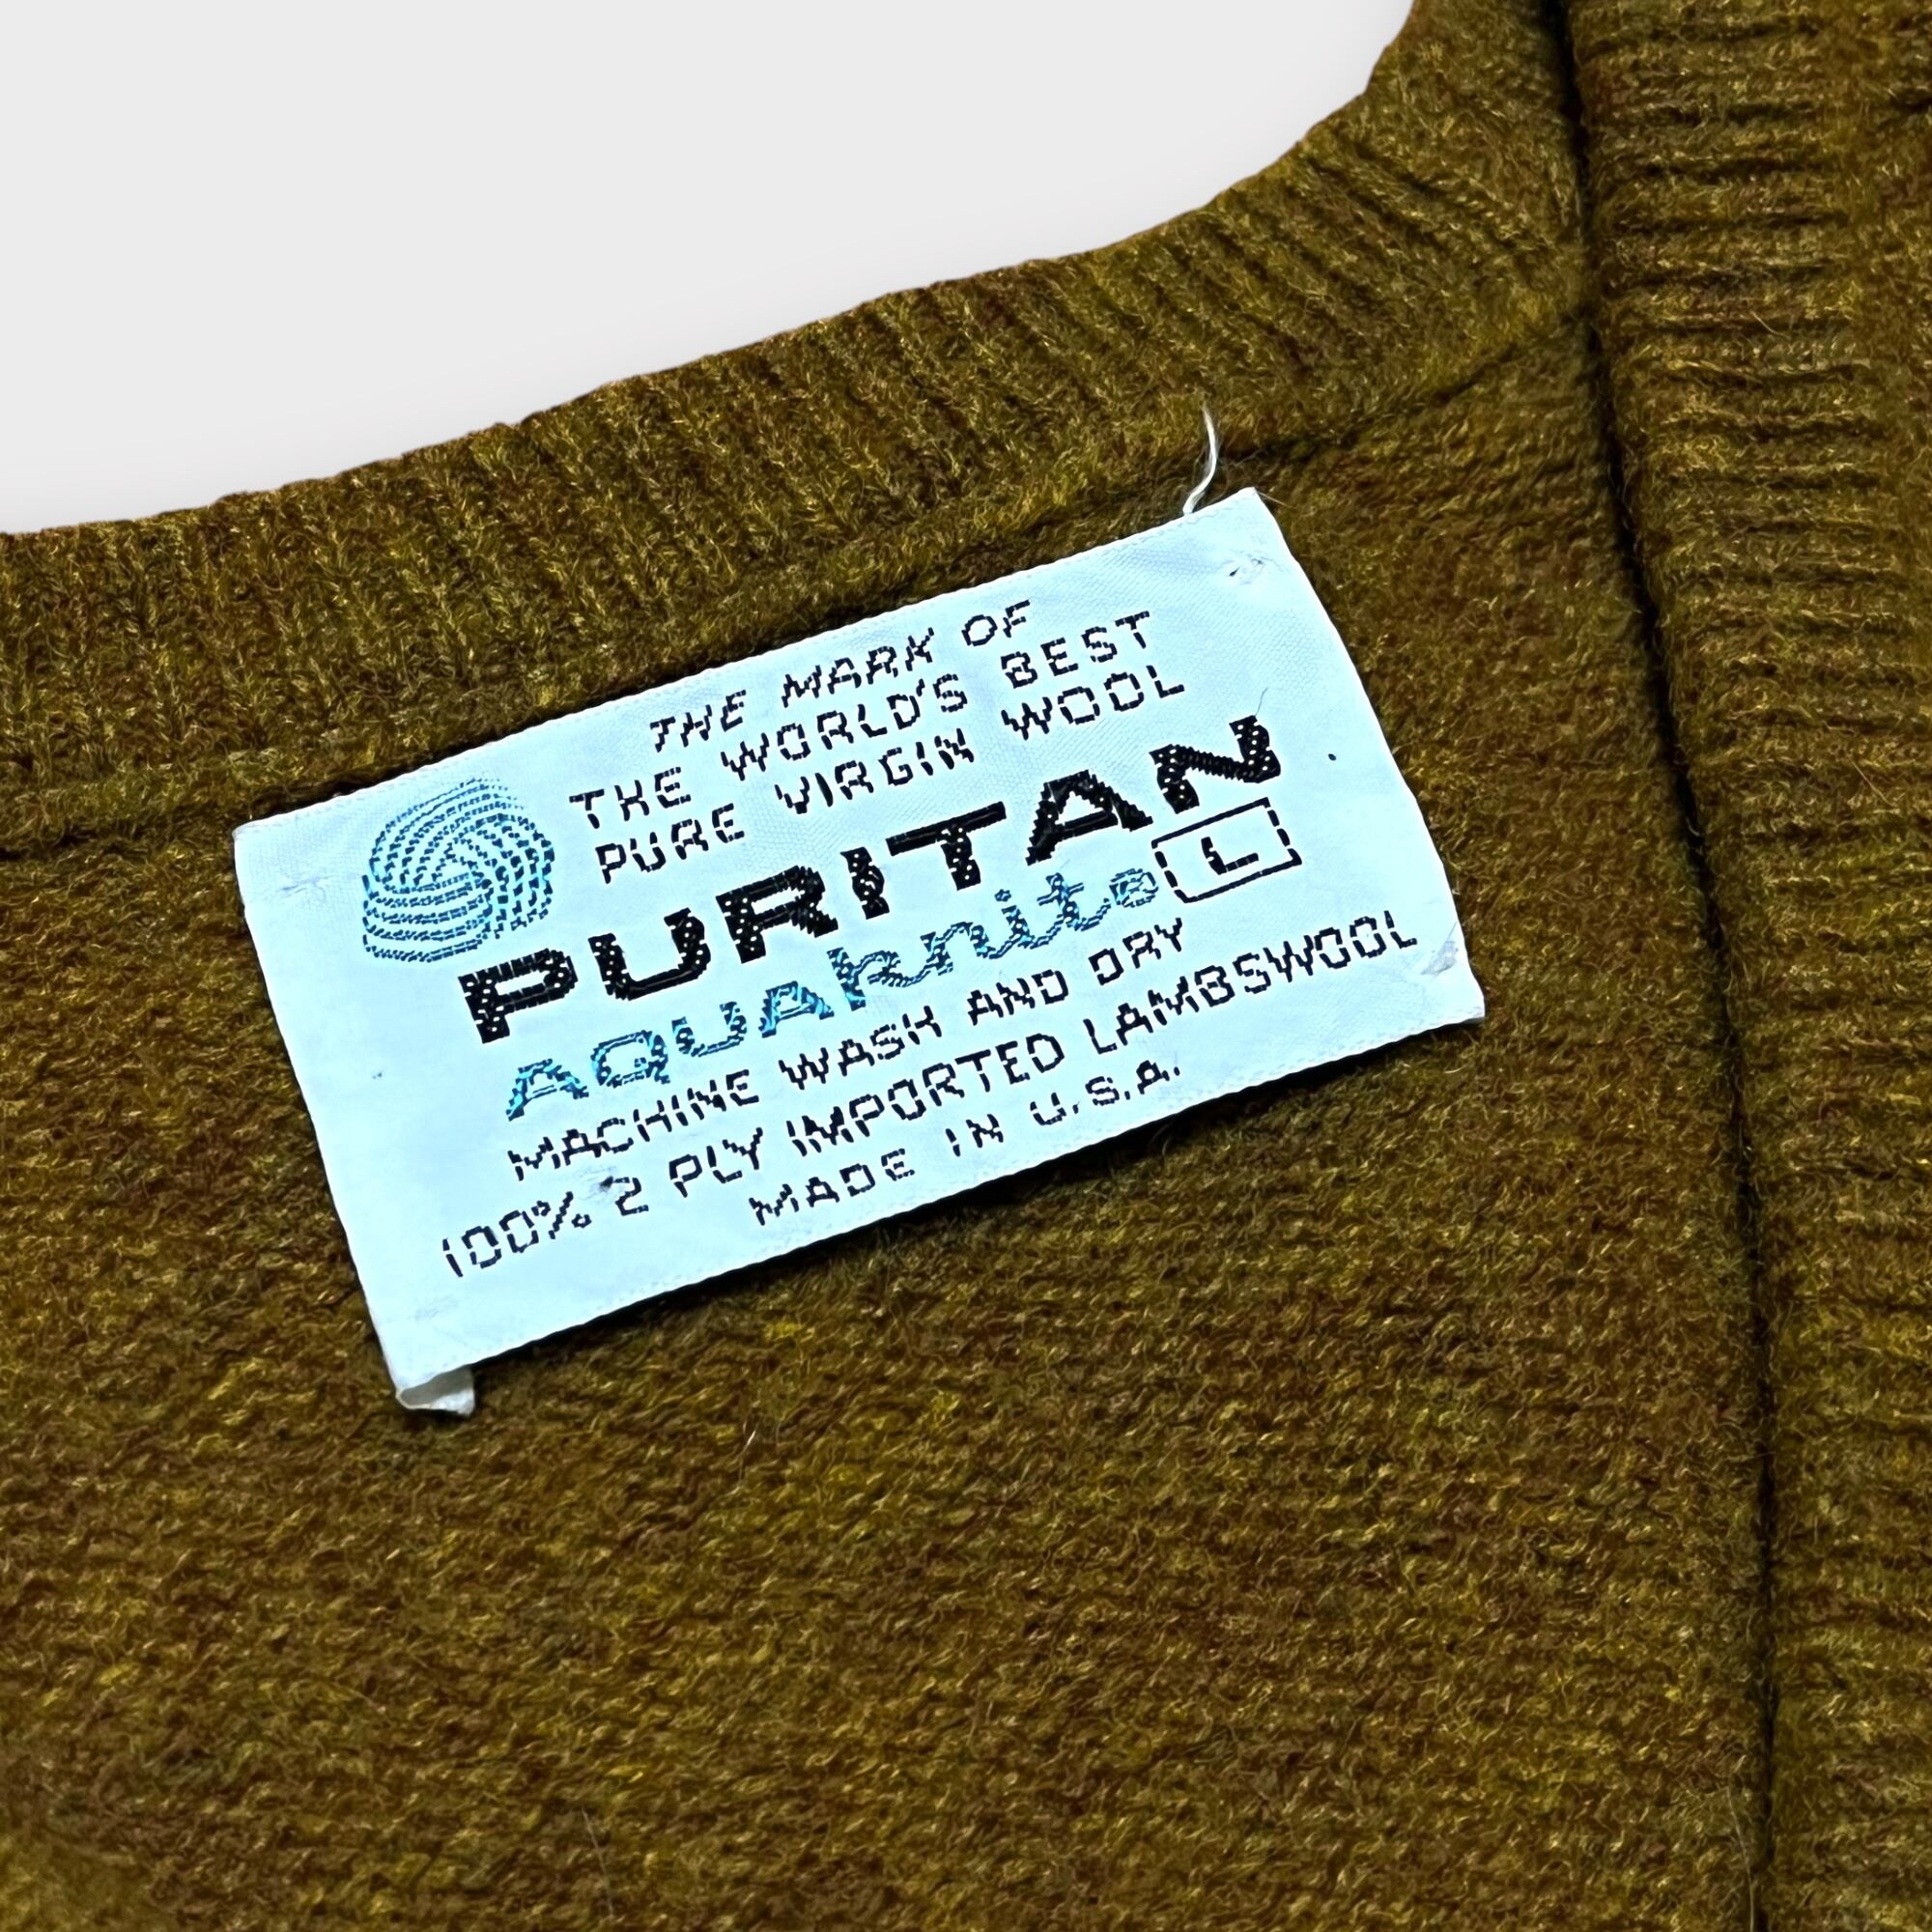 THE MARK OF
THE WORLD'S BEST
PURE VIRGIN WOOL
PURITAN
AQUAknite L
MACHINE WASH AND DRY
100% 2 PLY IMPORTED LAMBSWOOL
MADE IN U.S.A.